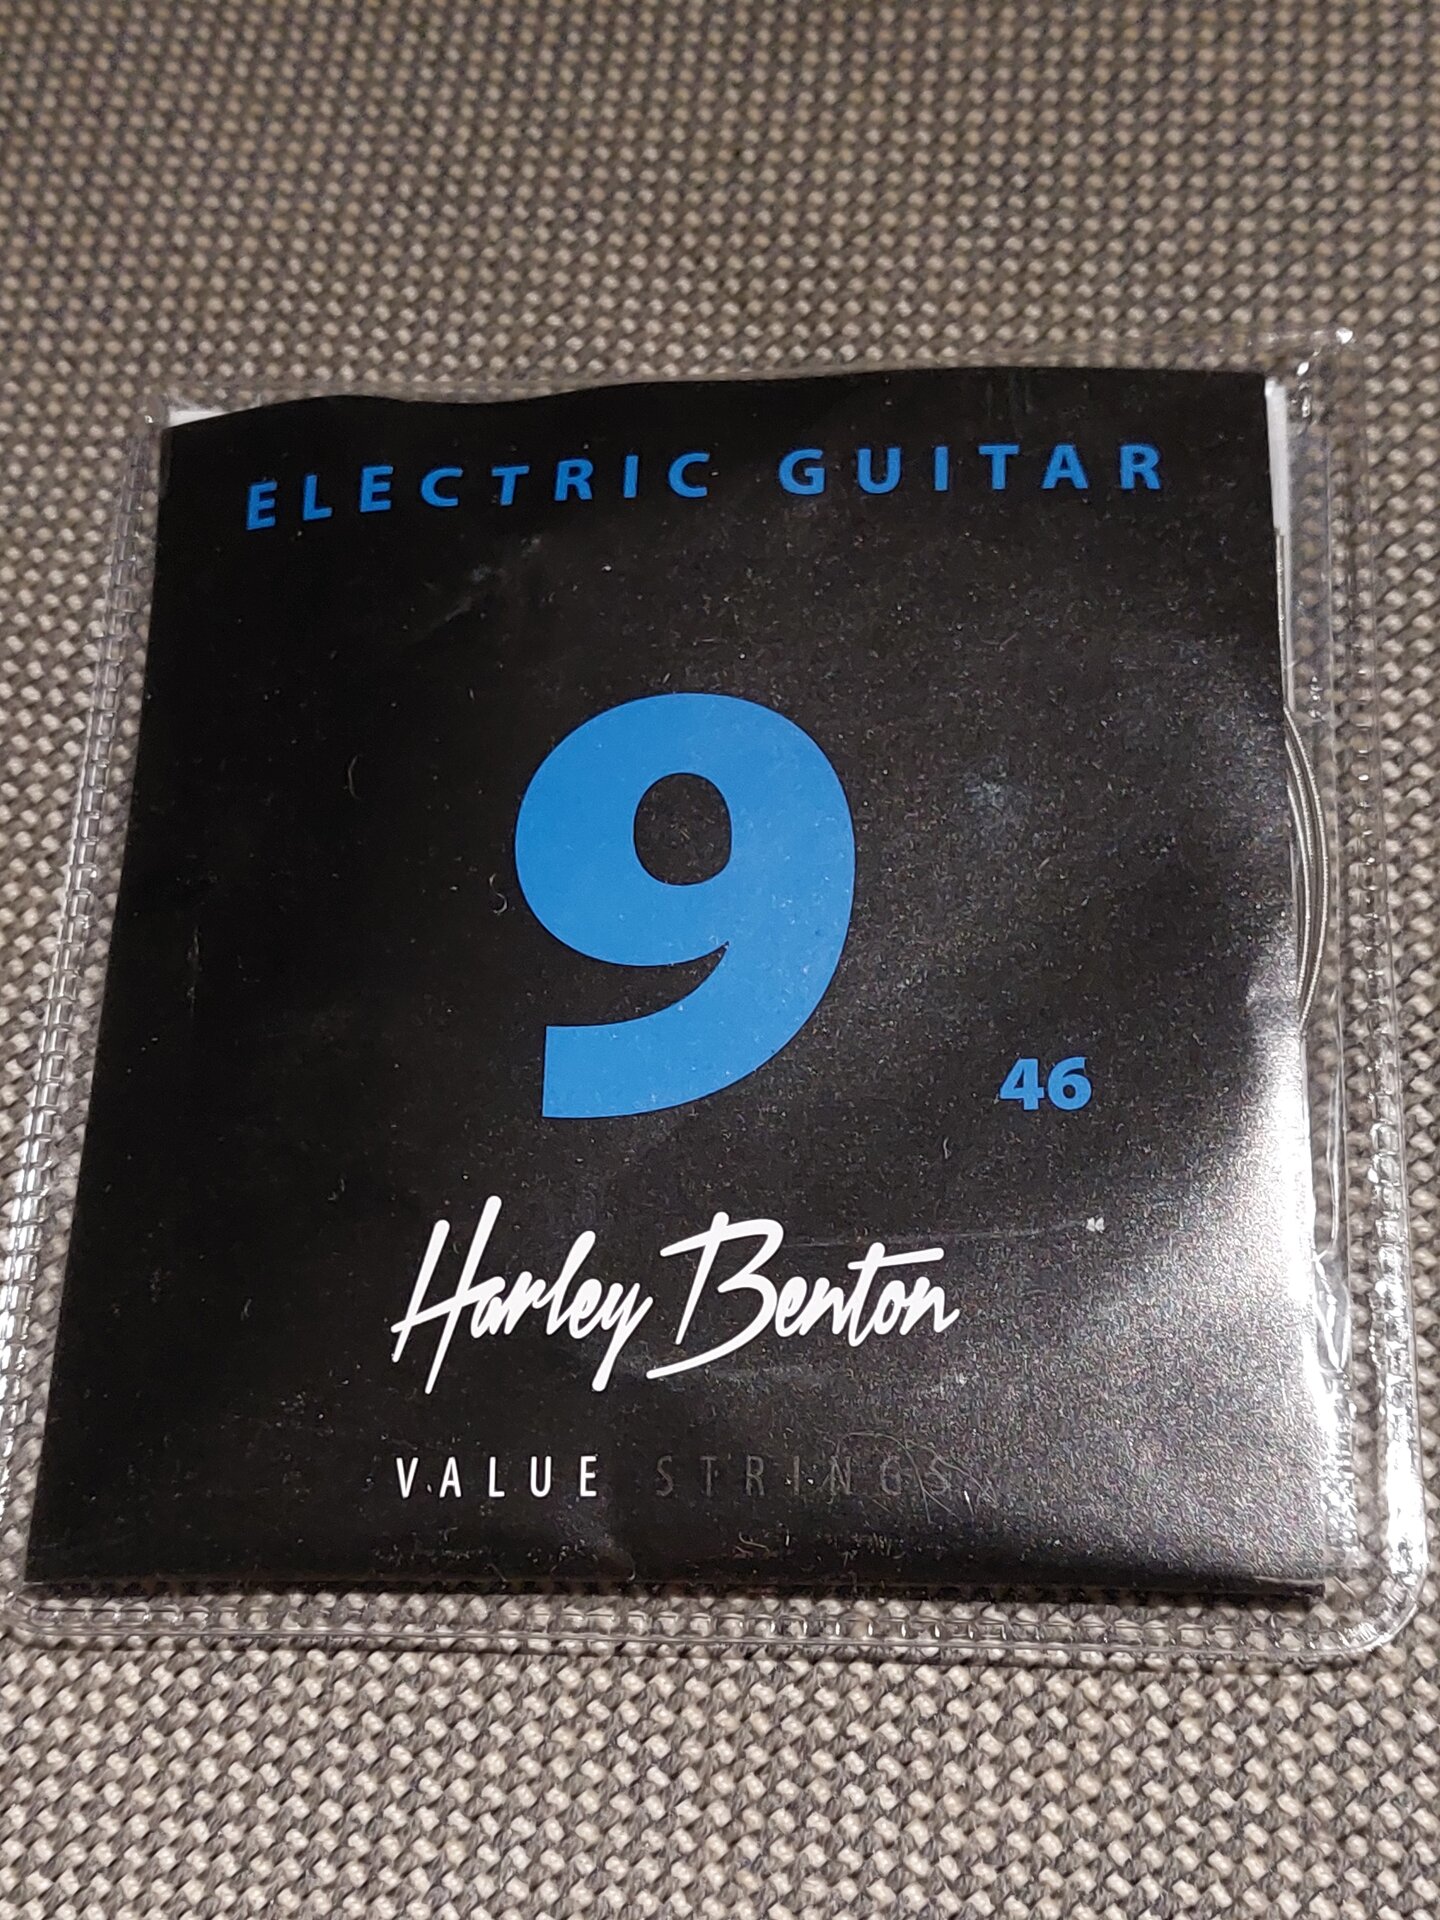 ELECTRIC GUITAR
9
46
Harley Benton
VALUE STRINGS